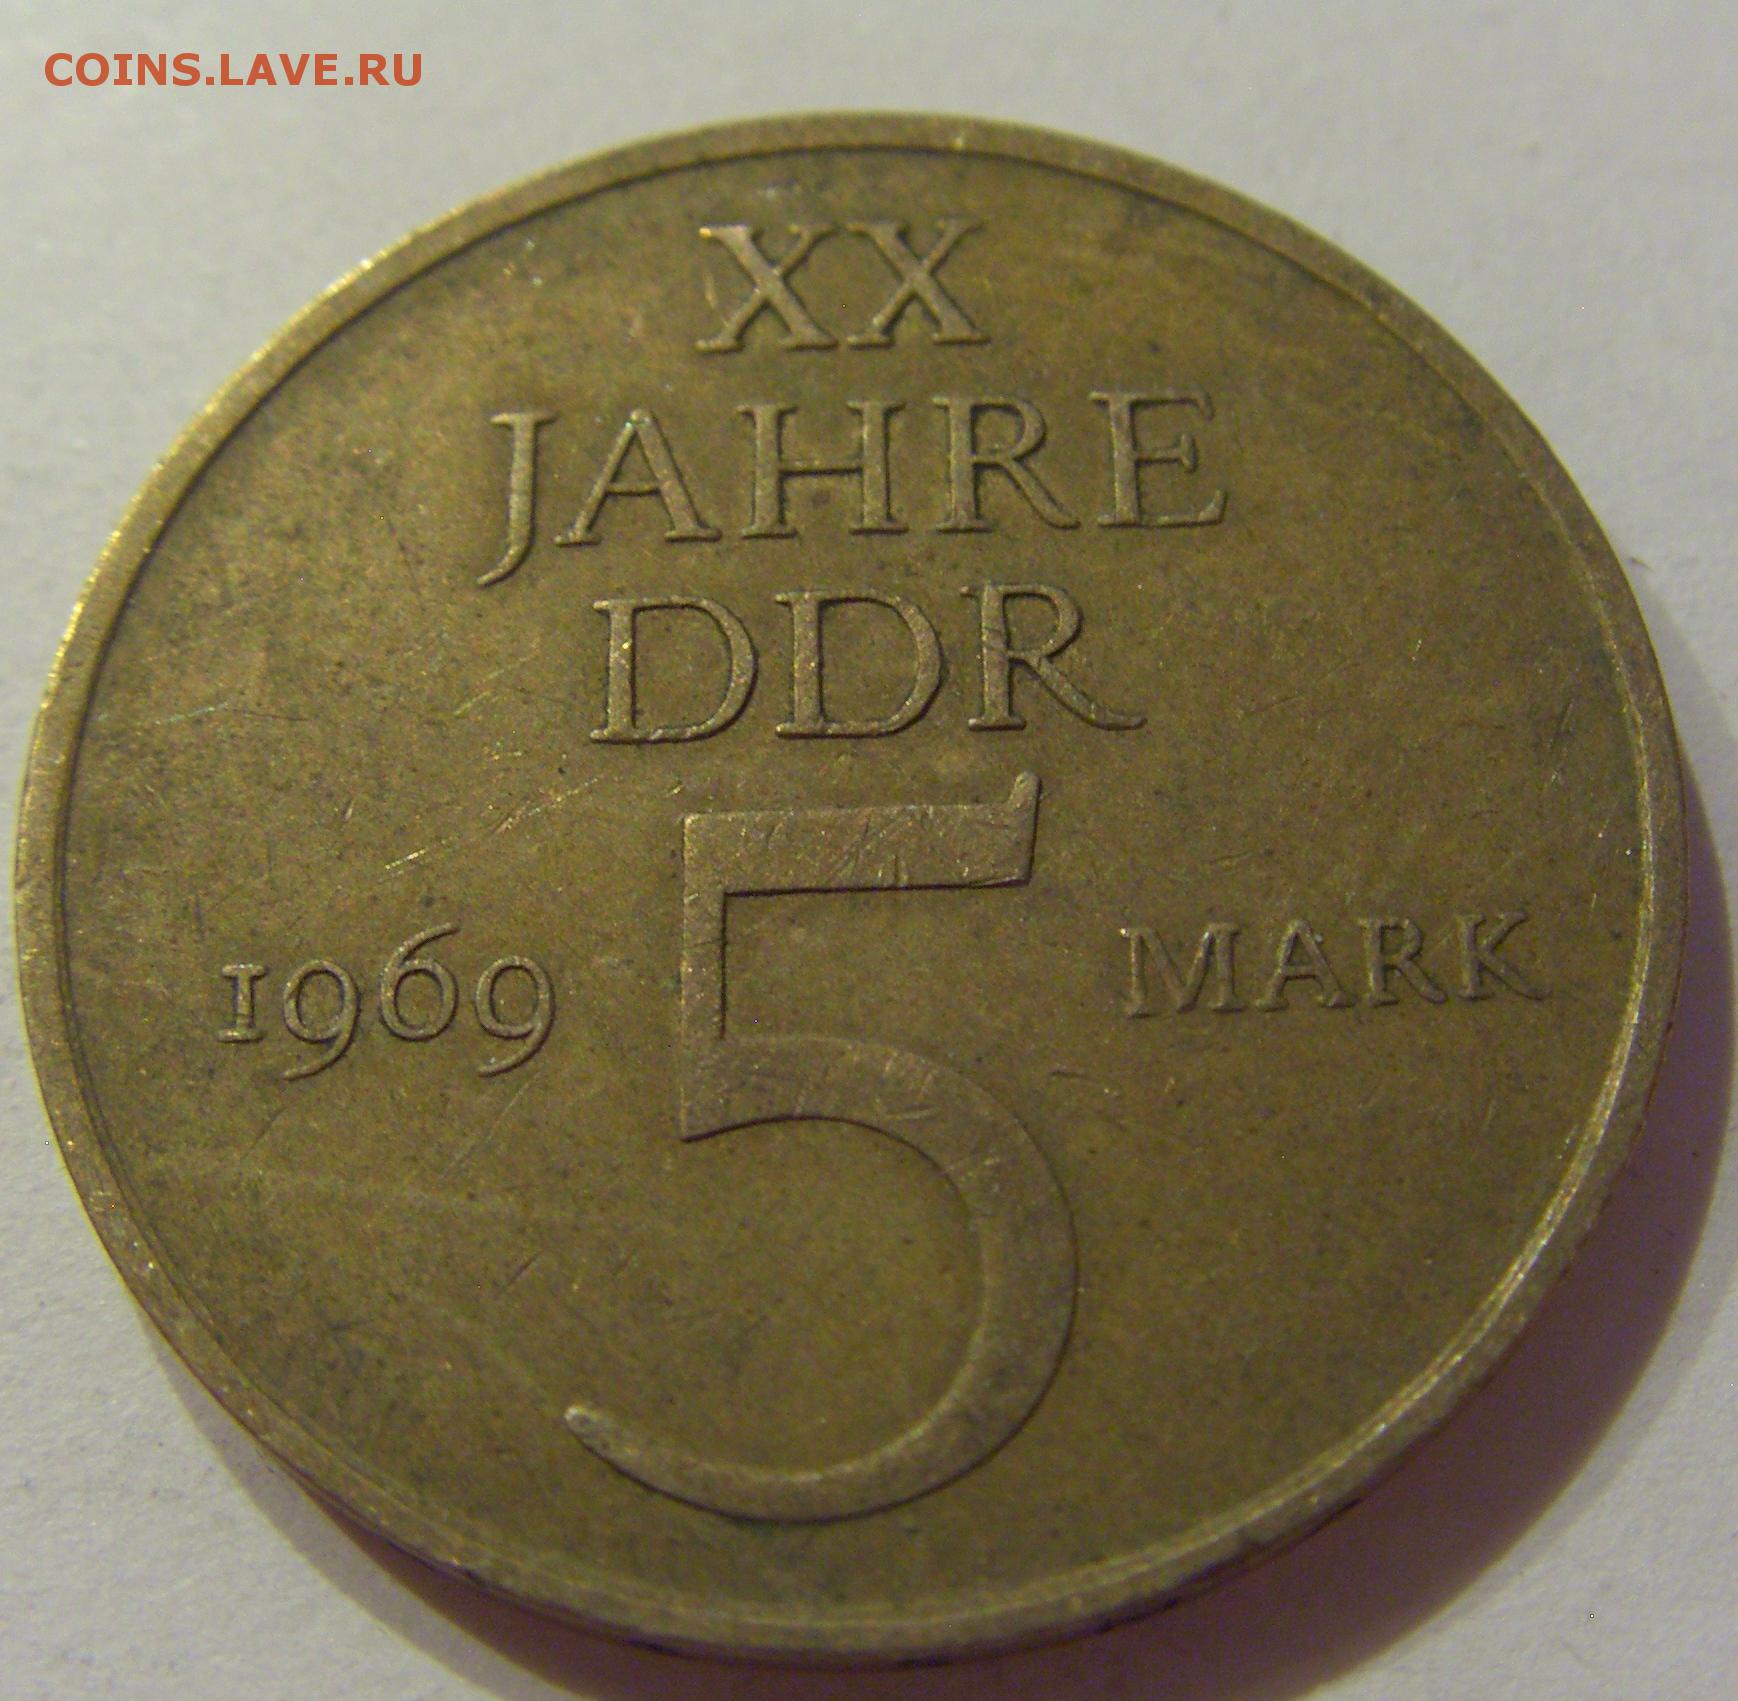 COINS.LAVE.RU
XX
JAHRE
DDR
1969 5 MARK